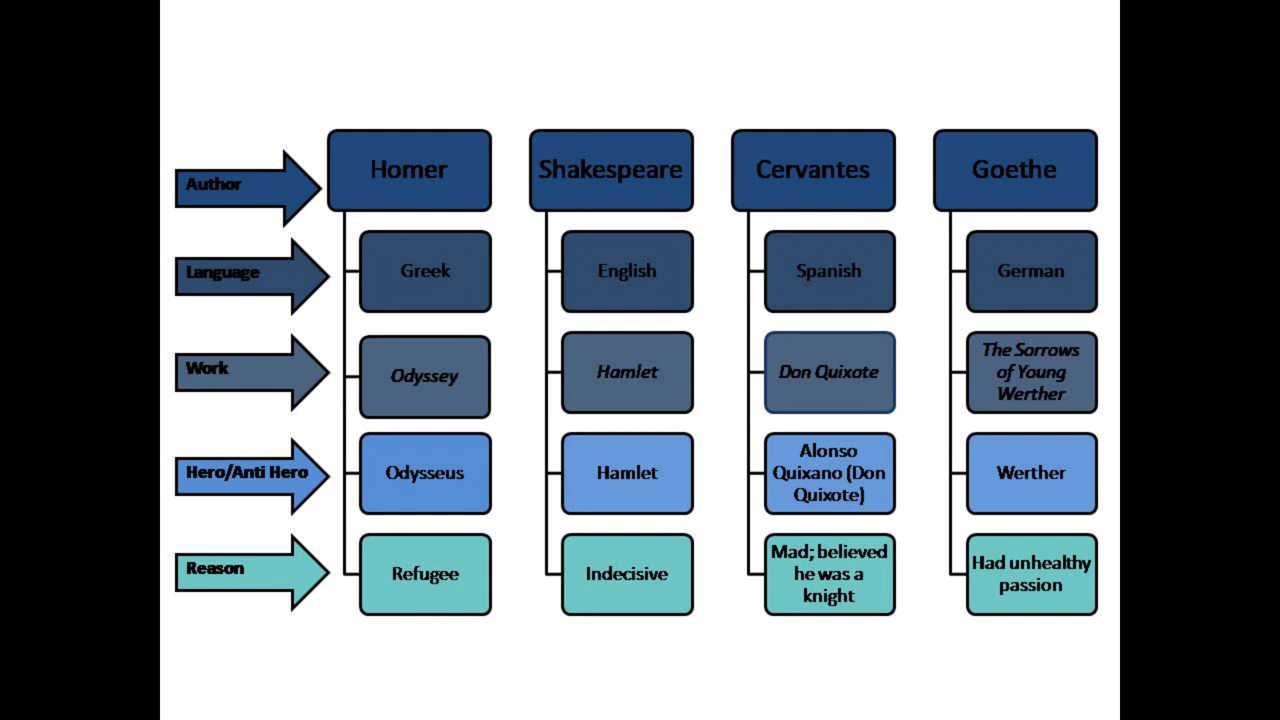 Author
Homer
Shakespeare
Cervantes
Goethe
Language
Greek
English
Spanish
German
Work
Odyssey
Hamlet
Don Quixote
The Sorrows
of Young
Werther
Hero/Anti Hero
Odysseus
Hamlet
Alonso
Quixano (Don
Quixote)
Werther
Reason
Refugee
Indecisive
Mad; believed
he was a
knight
Had unhealthy
passion